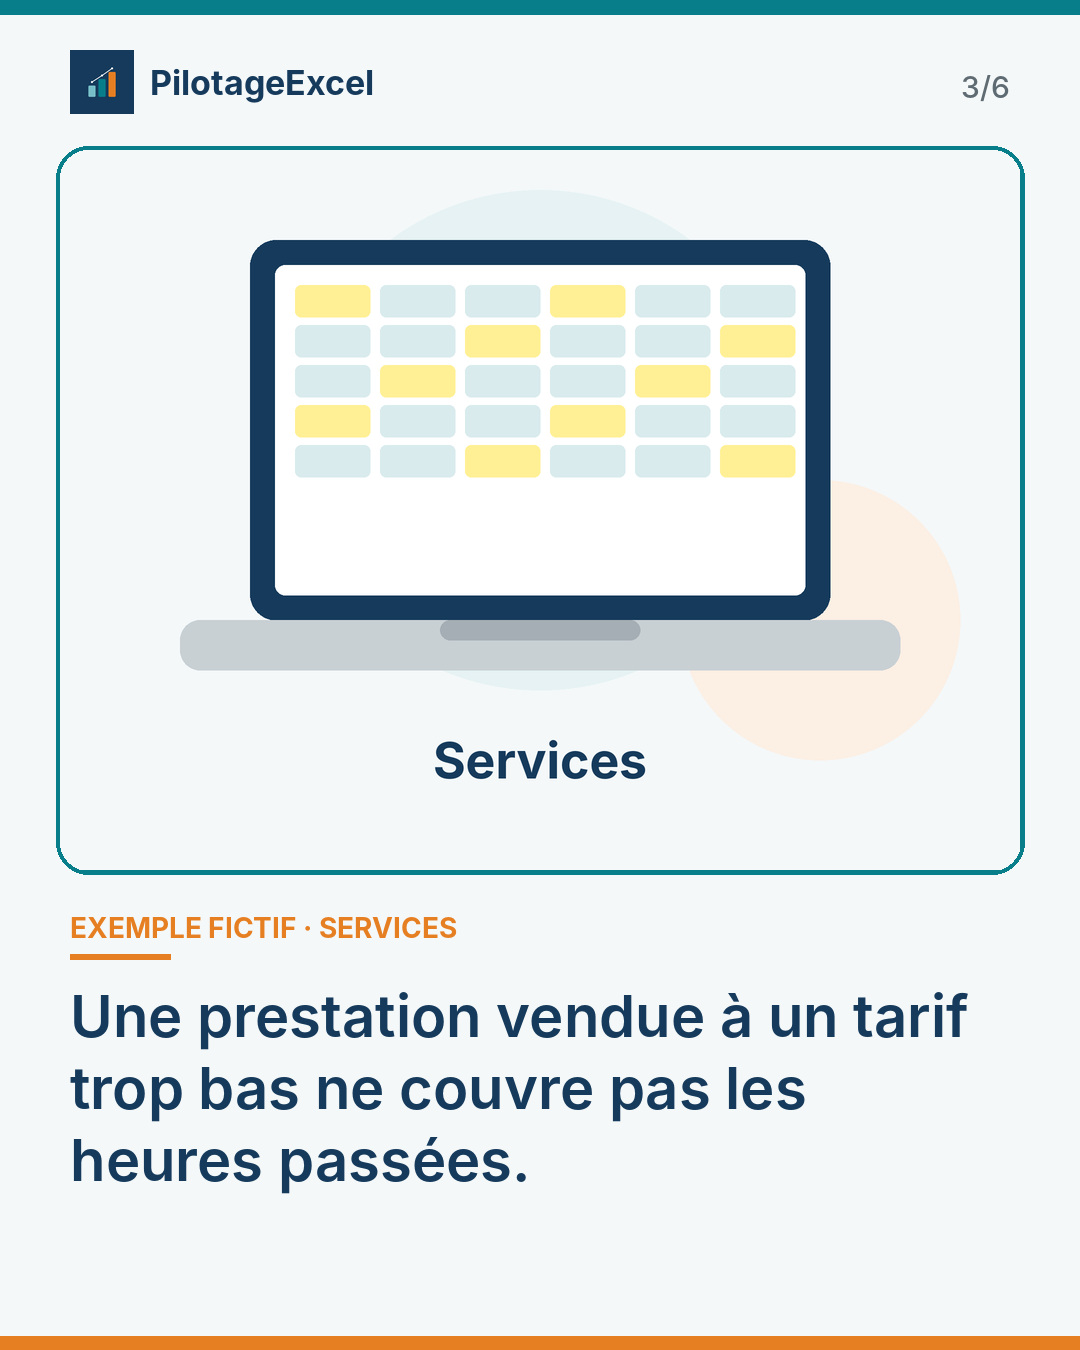 PilotageExcel
3/6
Services
EXEMPLE FICTIF · SERVICES
Une prestation vendue à un tarif
trop bas ne couvre pas les
heures passées.